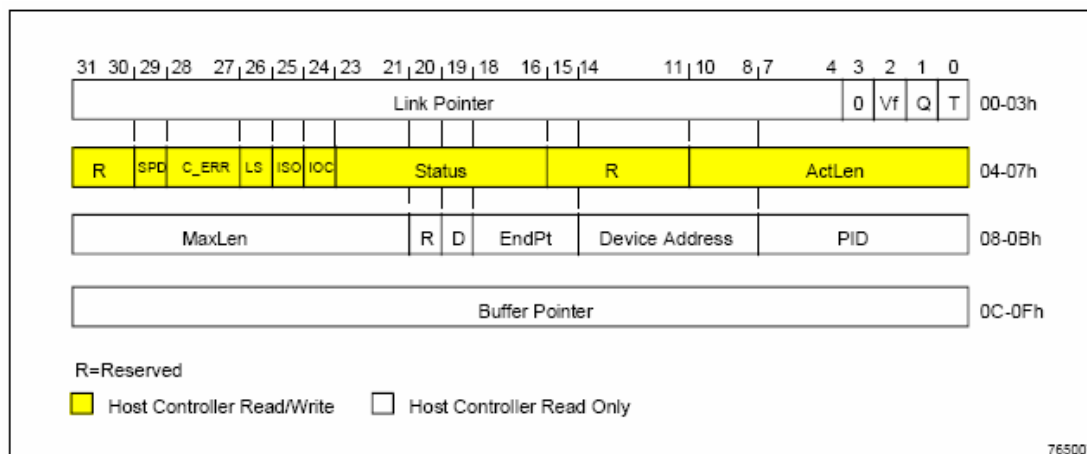 31 30 29 28 27 26 25 24 23 21 20 19 18 16 15 14 11 10 8 7 4 3 2 1 0
Link Pointer 0 Vf Q T 00-03h
R SPD C_ERR LS ISO IOC Status R ActLen 04-07h
MaxLen R D EndPt Device Address PID 08-0Bh
Buffer Pointer 0C-0Fh
R=Reserved
Host Controller Read/Write Host Controller Read Only
76500